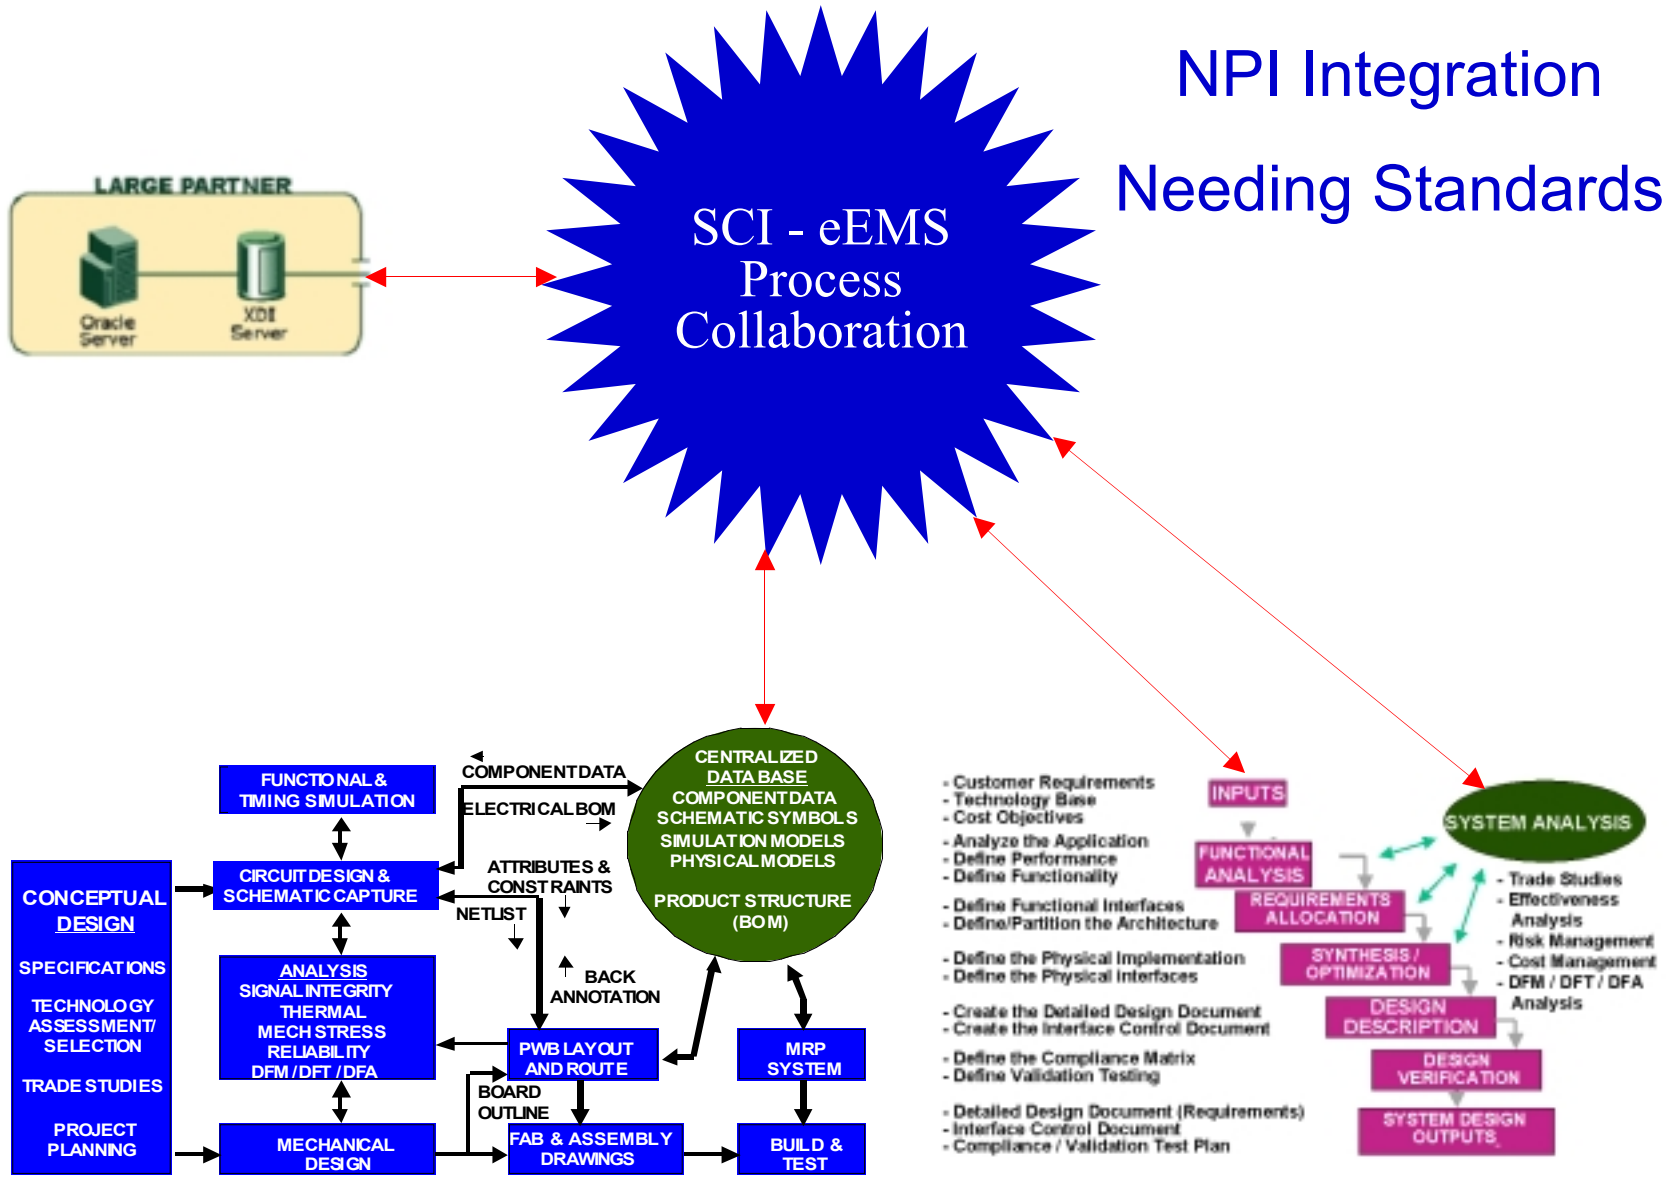 NPI Integration
Needing Standards
LARGE PARTNER
Oracle
Server
XDI
Server
SCI - eEMS
Process
Collaboration
FUNCTIONAL &
TIMING SIMULATION
COMPONENT DATA
ELECTRICAL BOM
CENTRALIZED
DATA BASE
COMPONENT DATA
SCHEMATIC SYMBOLS
SIMULATION MODELS
PHYSICAL MODELS
PRODUCT STRUCTURE
(BOM)
CONCEPTUAL
DESIGN
SPECIFICATIONS
TECHNOLOGY
ASSESSMENT/
SELECTION
TRADE STUDIES
PROJECT
PLANNING
CIRCUIT DESIGN &
SCHEMATIC CAPTURE
ATTRIBUTES &
CONSTRAINTS
NETLIST
BACK
ANNOTATION
ANALYSIS
SIGNAL INTEGRITY
THERMAL
MECH STRESS
RELIABILITY
DFM / DFT / DFA
PWB LAYOUT
AND ROUTE
MRP
SYSTEM
BOARD
OUTLINE
MECHANICAL
DESIGN
FAB & ASSEMBLY
DRAWINGS
BUILD &
TEST
- Customer Requirements
- Technology Base
- Cost Objectives
- Analyze the Application
- Define Performance
- Define Functionality
- Define Functional Interfaces
- Define/Partition the Architecture
- Define the Physical Implementation
- Define the Physical Interfaces
- Create the Detailed Design Document
- Create the Interface Control Document
- Define the Compliance Matrix
- Define Validation Testing
- Detailed Design Document (Requirements)
- Interface Control Document
- Compliance / Validation Test Plan
INPUTS
FUNCTIONAL
ANALYSIS
REQUIREMENTS
ALLOCATION
SYNTHESIS /
OPTIMIZATION
DESIGN
DESCRIPTION
DESIGN
VERIFICATION
SYSTEM DESIGN
OUTPUTS
SYSTEM ANALYSIS
- Trade Studies
- Effectiveness
Analysis
- Risk Management
- Cost Management
- DFM / DFT / DFA
Analysis